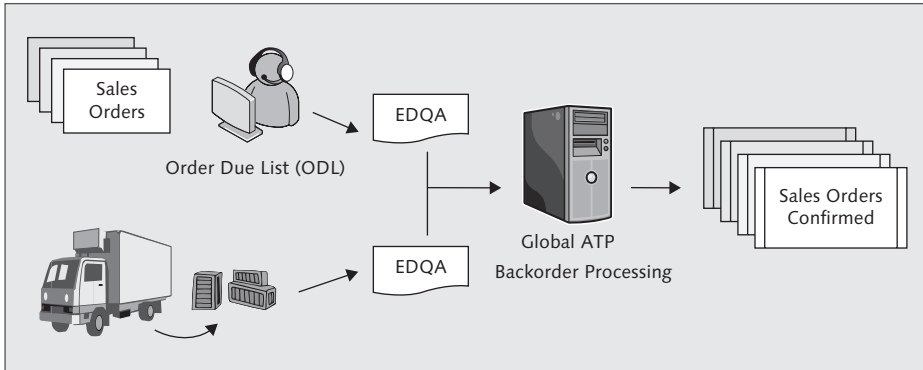 Sales
Orders
Order Due List (ODL)
EDQA
EDQA
Global ATP
Backorder Processing
Sales Orders
Confirmed